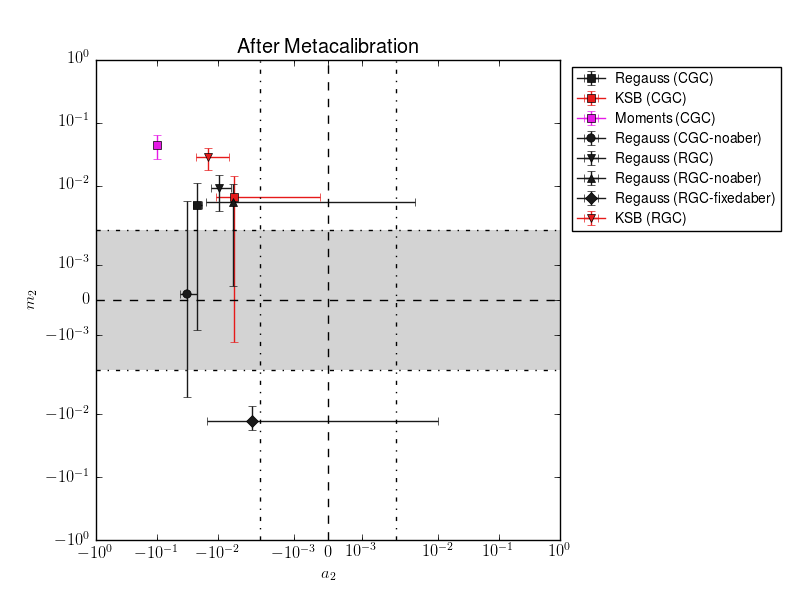 After Metacalibration
10^0
10^{-1}
10^{-2}
10^{-3}
0
−10^{-3}
−10^{-2}
−10^{-1}
−10^0
m_2
−10^0
−10^{-1}
−10^{-2}
−10^{-3}
0
10^{-3}
10^{-2}
10^{-1}
10^0
a_2
Regauss (CGC)
KSB (CGC)
Moments (CGC)
Regauss (CGC-noaber)
Regauss (RGC)
Regauss (RGC-noaber)
Regauss (RGC-fixedaber)
KSB (RGC)